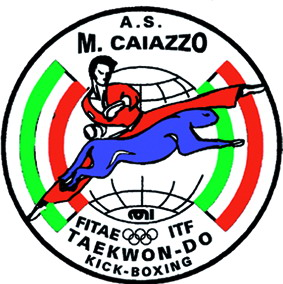 A.S.
M. CAIAZZO
FITAE ITF
TAEKWON-DO
KICK-BOXING